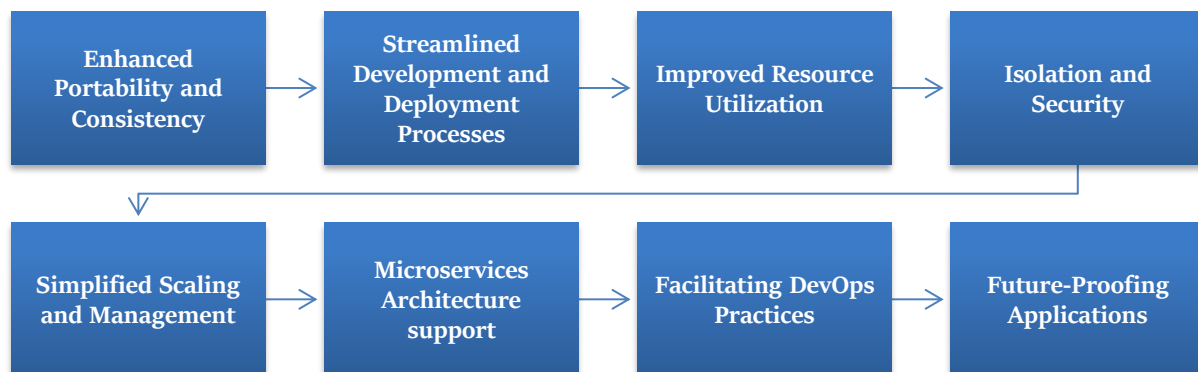 Enhanced
Portability and
Consistency
Streamlined
Development and
Deployment
Processes
Improved Resource
Utilization
Isolation and
Security
Simplified Scaling
and Management
Microservices
Architecture
support
Facilitating DevOps
Practices
Future-Proofing
Applications